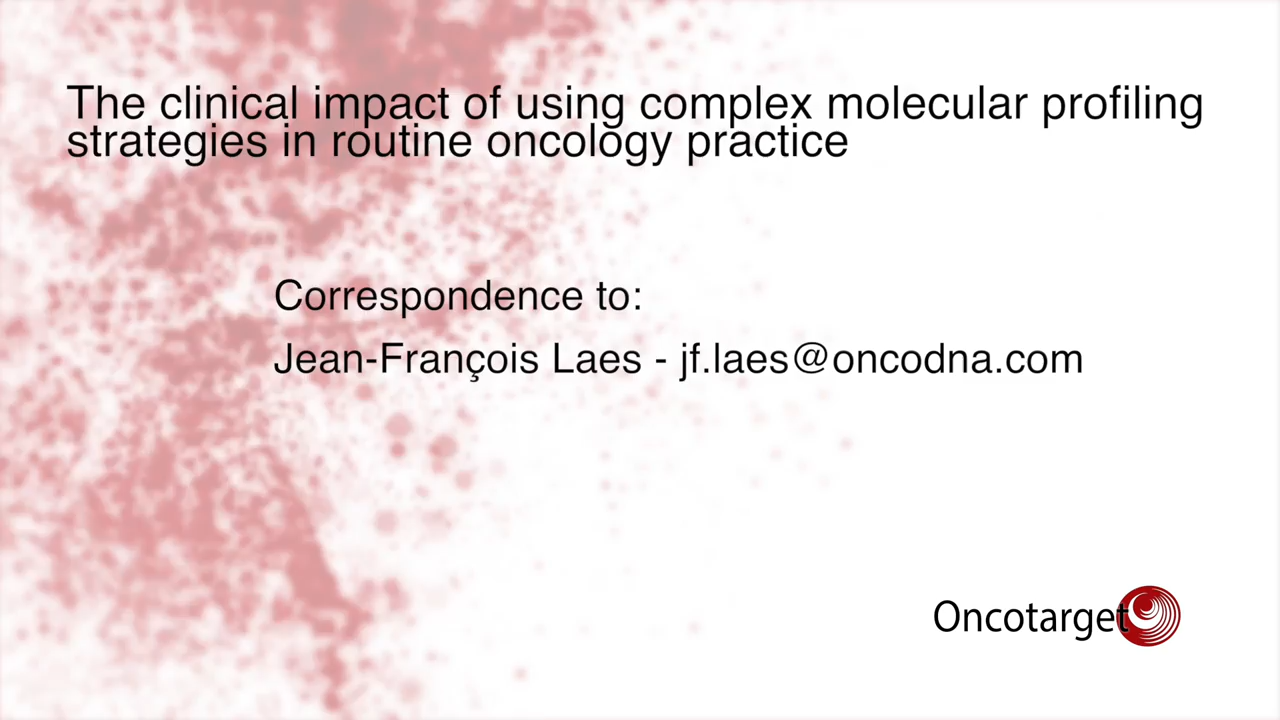 The clinical impact of using complex molecular profiling
strategies in routine oncology practice
Correspondence to:
Jean-François Laes - jf.laes@oncodna.com
Oncotarget